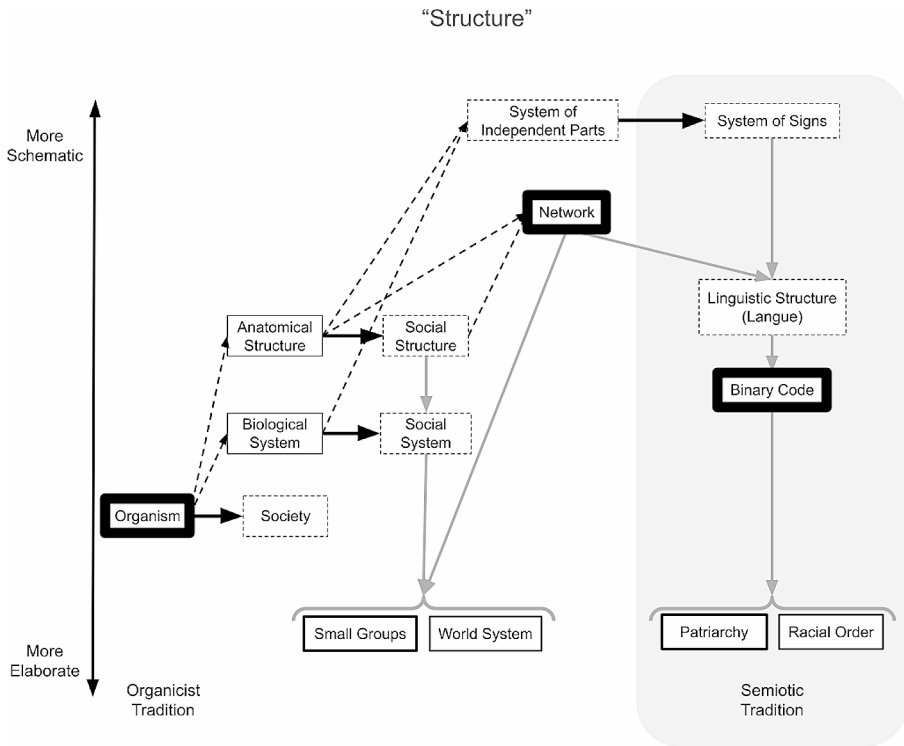 “Structure”
More
Schematic
System of
Independent Parts
System of Signs
Network
Linguistic Structure
(Langue)
Anatomical
Structure
Social
Structure
Binary Code
Biological
System
Social
System
Organism
Society
Small Groups
World System
Patriarchy
Racial Order
More
Elaborate
Organicist
Tradition
Semiotic
Tradition